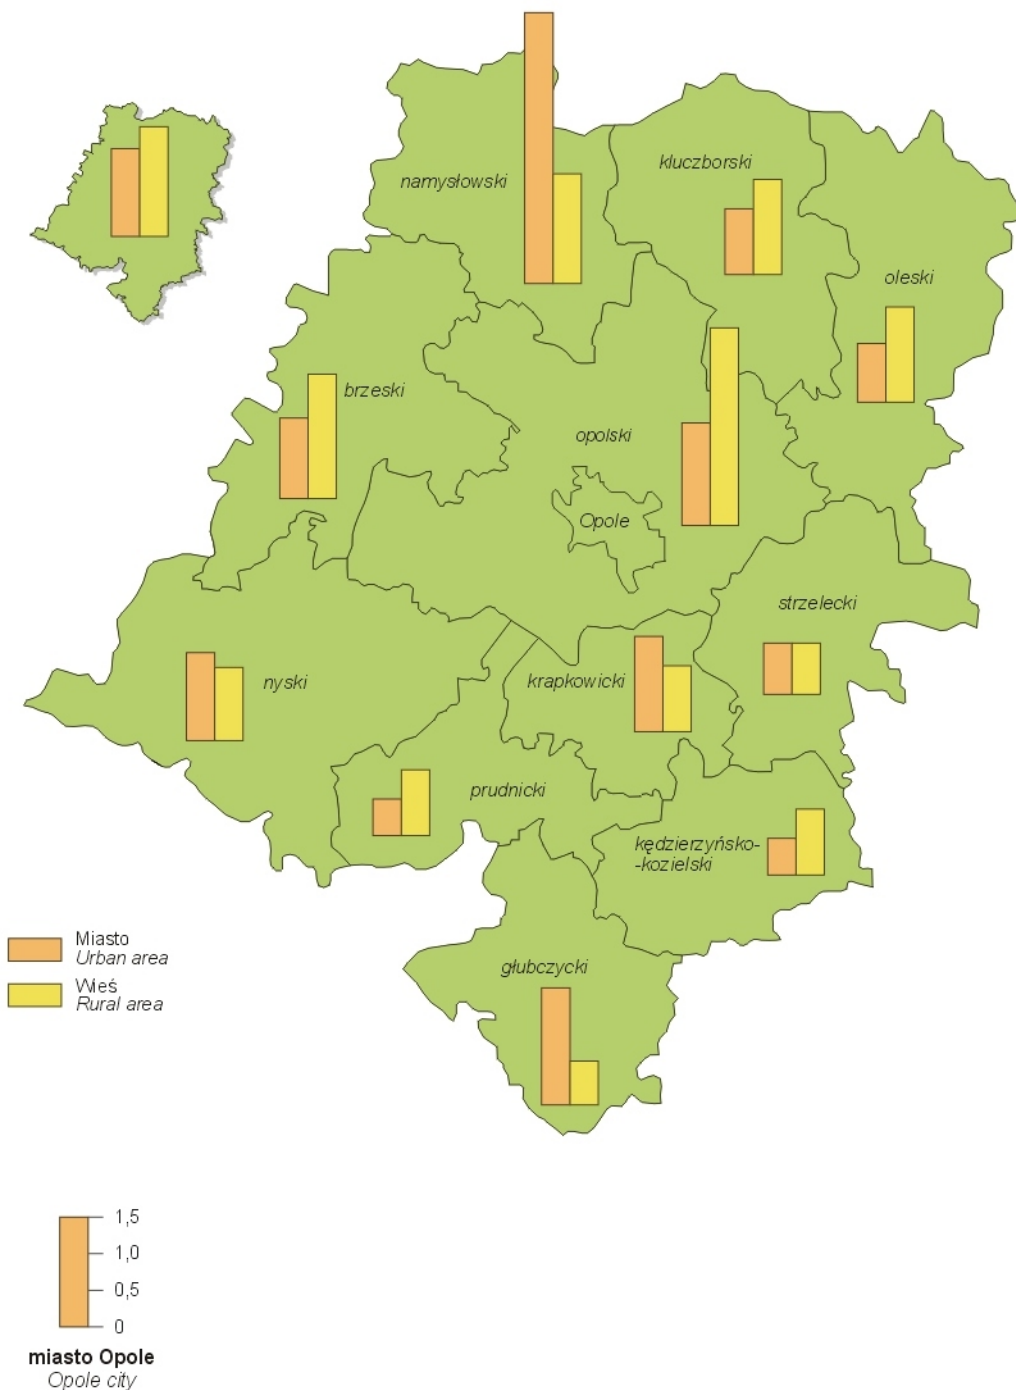 namysłowski
kluczborski
oleski
brzeski
opolski
Opole
strzelecki
nyski
krapkowicki
prudnicki
kędzierzyńsko-
-kozielski
Miasto
Urban area
Wieś
Rural area
głubczycki
1,5
1,0
0,5
0
miasto Opole
Opole city